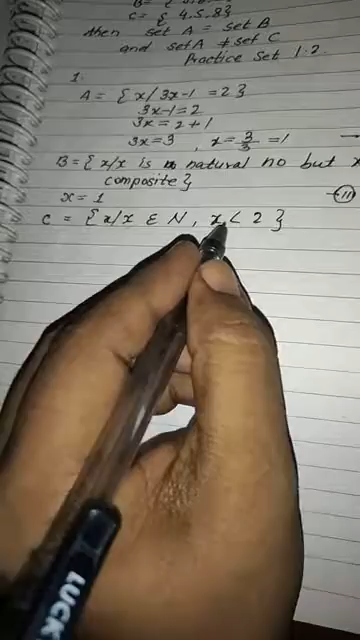 C = { 4,5,8}
then set A = set B
and set A ≠ set C
Practice Set 1.2
1.
A = {x/3x-1 = 2}
3x-1 = 2
3x = 2 + 1
3x = 3 , x = 3/3 = 1
B = {x/x is natural no but x
composite}
x = 1
C = {x/x ∈ N, x < 2}
LUCK